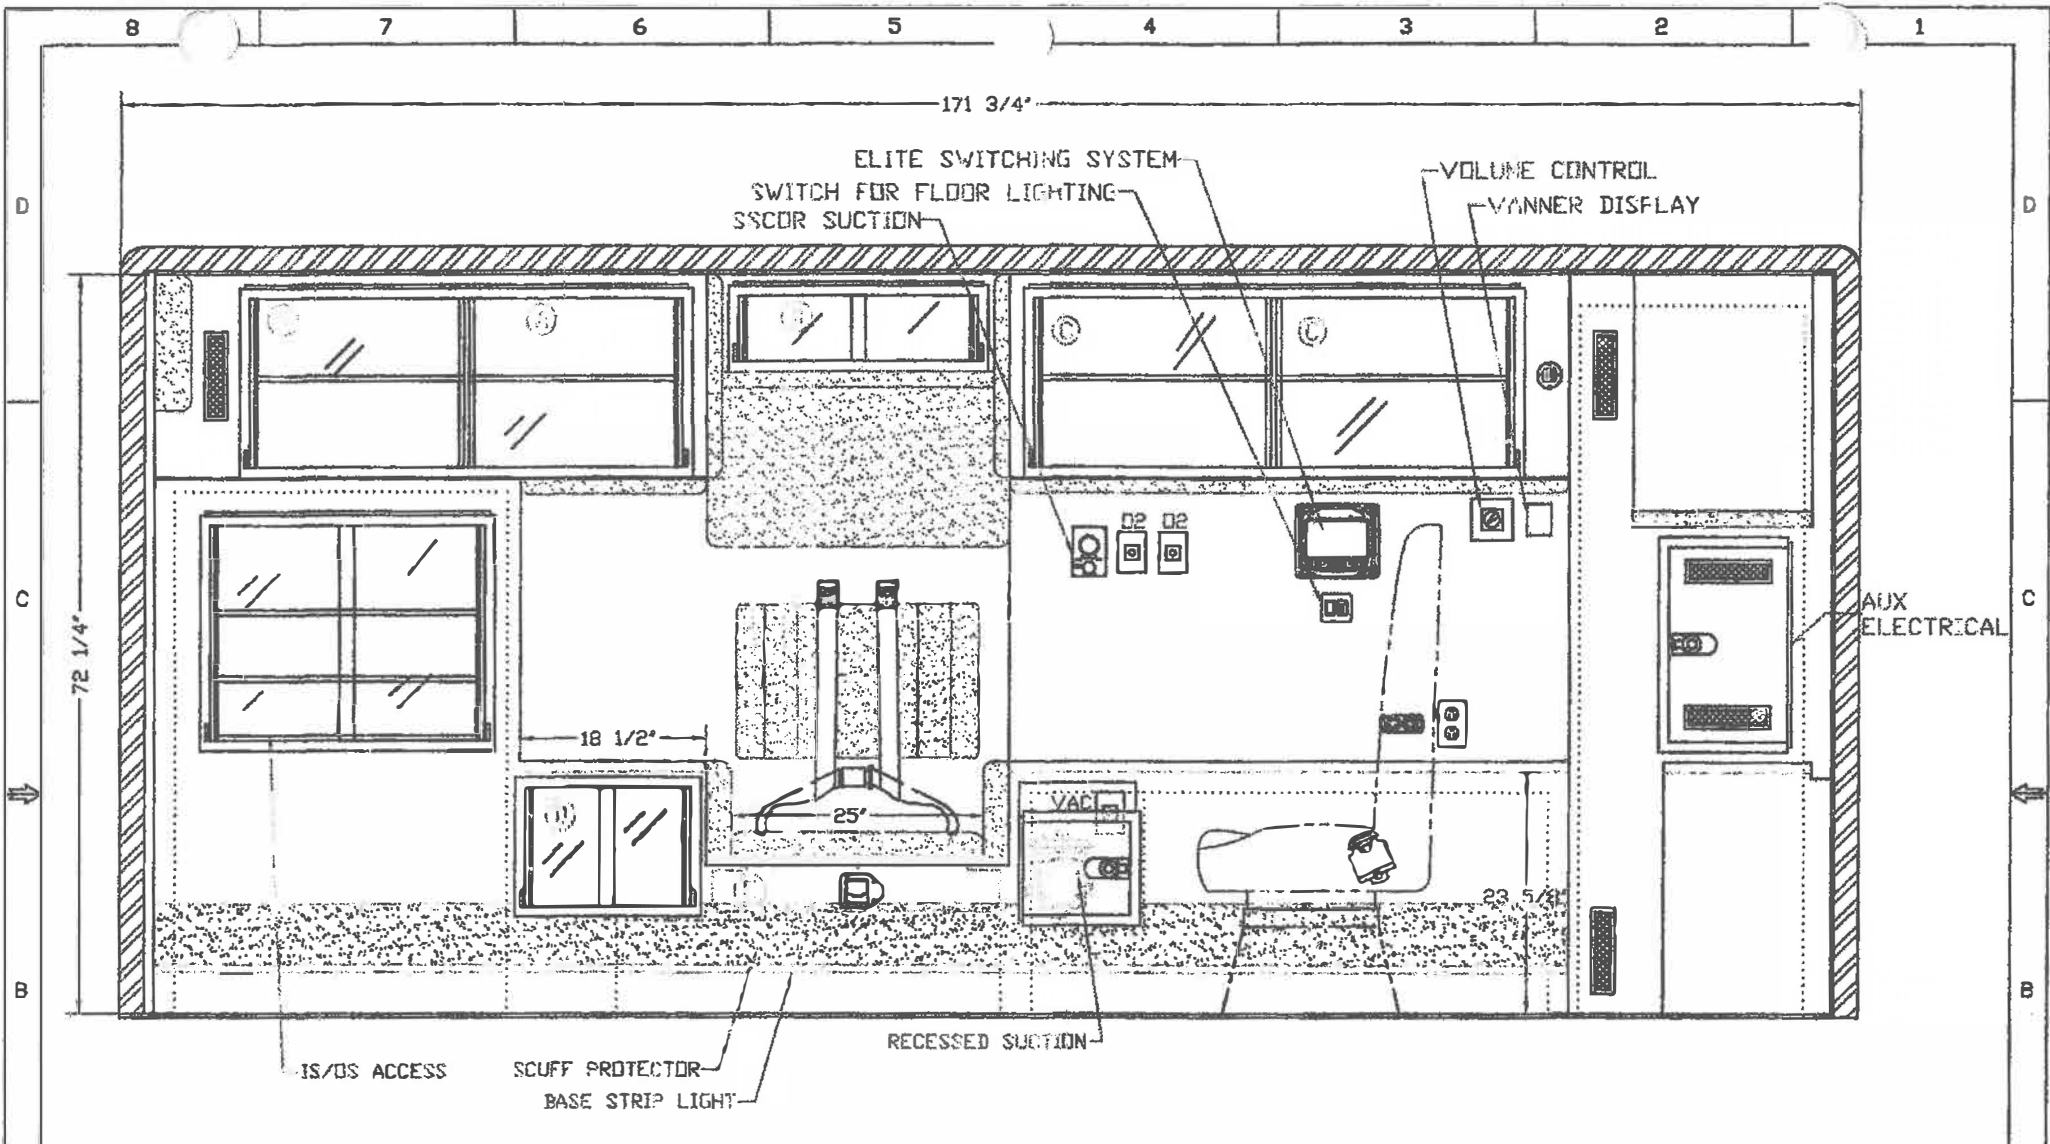 8 7 6 5 4 3 2 1
171 3/4"
ELITE SWITCHING SYSTEM
SWITCH FOR FLOOR LIGHTING
SSCOR SUCTION
VOLUME CONTROL
VANNER DISPLAY
D
D
C
C
O2 O2
C
C
72 1/4"
AUX
ELECTRICAL
18 1/2"
VAC
25"
B
B
RECESSED SUCTION
IS/OS ACCESS
SCUFF PROTECTOR
BASE STRIP LIGHT